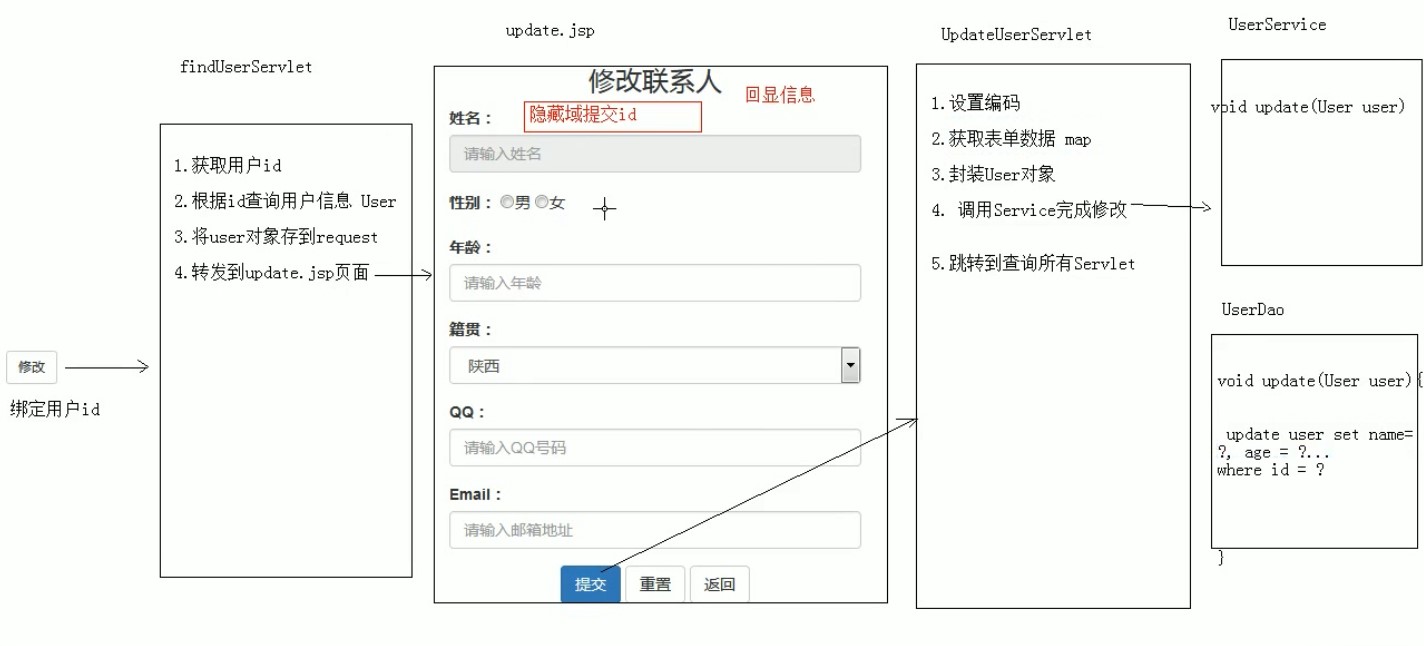 修改
绑定用户id
findUserServlet
1.获取用户id
2.根据id查询用户信息 User
3.将user对象存到request
4.转发到update.jsp页面
update.jsp
修改联系人
回显信息
姓名：
隐藏域提交id
请输入姓名
性别：男女
年龄：
请输入年龄
籍贯：
陕西
QQ：
请输入QQ号码
Email：
请输入邮箱地址
提交 重置 返回
UpdateUserServlet
1.设置编码
2.获取表单数据 map
3.封装User对象
4. 调用Service完成修改
5.跳转到查询所有Servlet
UserService
void update(User user)
UserDao
void update(User user){
update user set name=
?, age = ?...
where id = ?
}